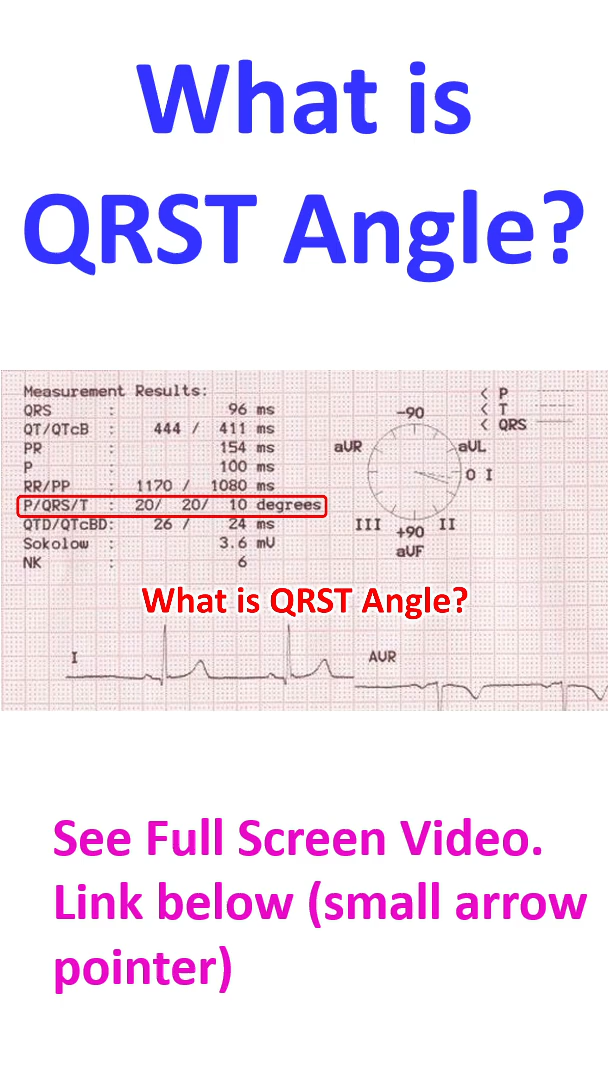 What is
QRST Angle?
Measurement Results:
QRS : 96 ms
QT/QTcB : 444 / 411 ms
PR : 154 ms
P : 100 ms
RR/PP : 1170 / 1080 ms
P/QRS/T : 20/ 20/ 10 degrees
QTD/QTcBD: 26 / 24 ms
Sokolow : 3.6 mV
NK : 6
< P
< T
< QRS
-90
aUR
aUL
0 I
III
+90
II
aUF
What is QRST Angle?
I
AUR
See Full Screen Video.
Link below (small arrow
pointer)